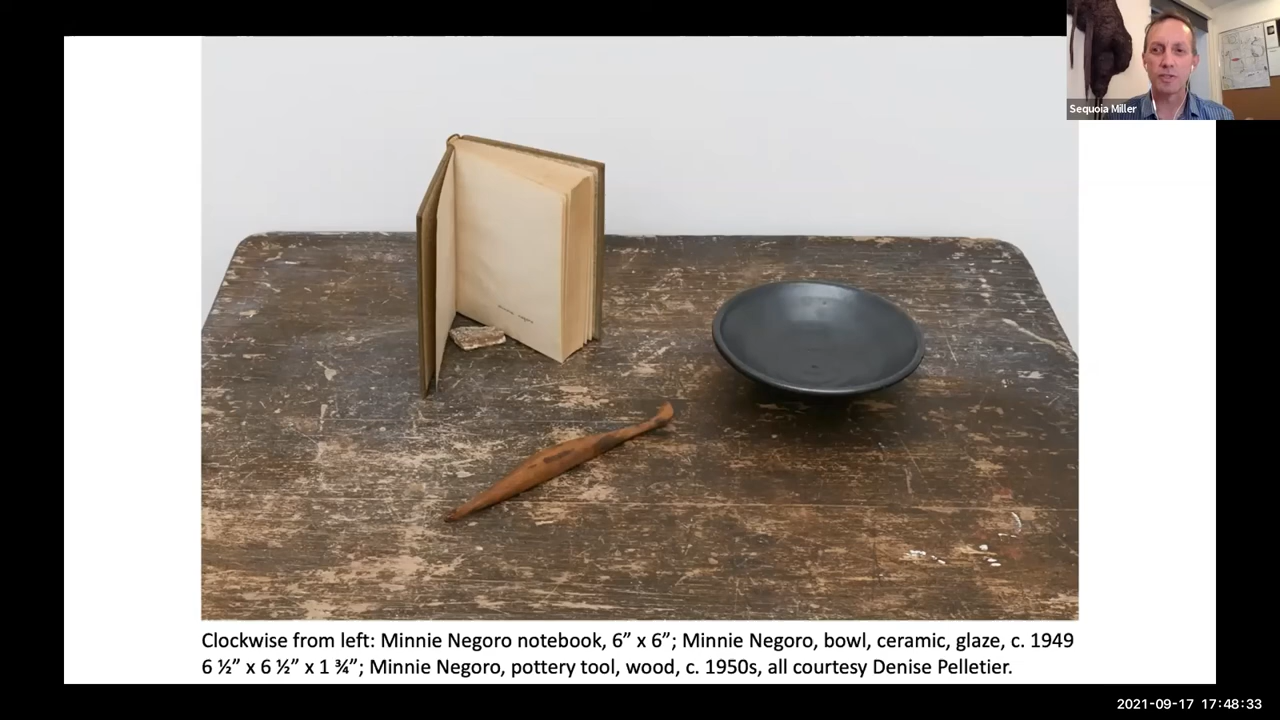 Sequoia Miller
minnie negoro
Clockwise from left: Minnie Negoro notebook, 6” x 6”; Minnie Negoro, bowl, ceramic, glaze, c. 1949
6 ½” x 6 ½” x 1 ¾”; Minnie Negoro, pottery tool, wood, c. 1950s, all courtesy Denise Pelletier.
2021-09-17 17:48:33